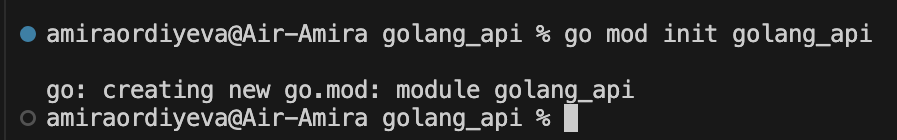 amiraordiyeva@Air-Amira golang_api % go mod init golang_api
go: creating new go.mod: module golang_api
amiraordiyeva@Air-Amira golang_api %